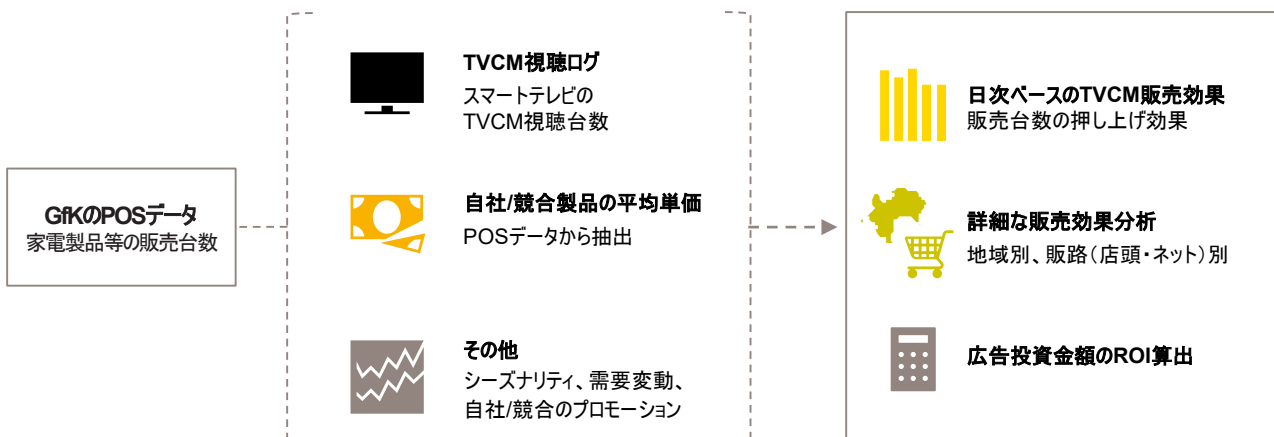 GfKのPOSデータ
家電製品等の販売台数
TVCM視聴ログ
スマートテレビの
TVCM視聴台数
自社/競合製品の平均単価
POSデータから抽出
その他
シーズナリティ、需要変動、
自社/競合のプロモーション
日次ベースのTVCM販売効果
販売台数の押し上げ効果
詳細な販売効果分析
地域別、販路（店頭・ネット）別
広告投資金額のROI算出